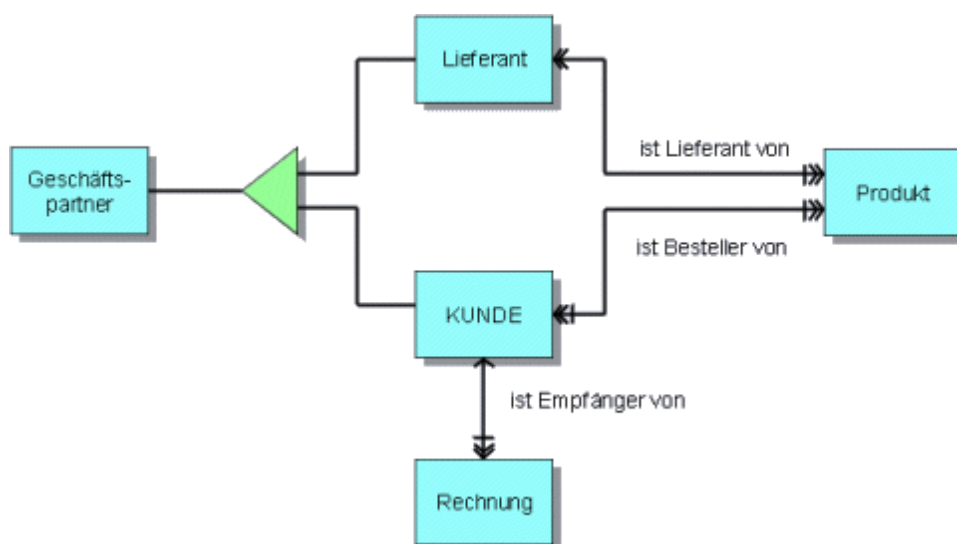 Lieferant
ist Lieferant von
Geschäfts-
partner
Produkt
ist Besteller von
KUNDE
ist Empfänger von
Rechnung